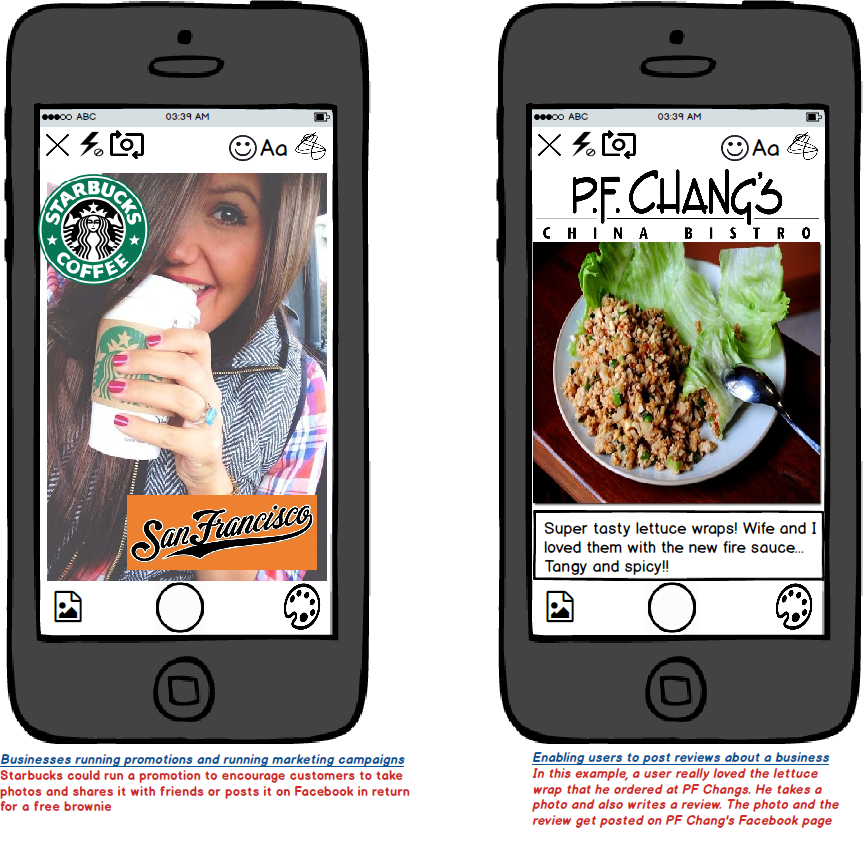 ABC 03:39 AM
Aa
STARBUCKS
COFFEE
San Francisco
Businesses running promotions and running marketing campaigns
Starbucks could run a promotion to encourage customers to take
photos and shares it with friends or posts it on Facebook in return
for a free brownie
ABC 03:39 AM
Aa
P.F. CHANG'S
CHINA BISTRO
Super tasty lettuce wraps! Wife and I
loved them with the new fire sauce...
Tangy and spicy!!
Enabling users to post reviews about a business
In this example, a user really loved the lettuce
wrap that he ordered at PF Changs. He takes a
photo and also writes a review. The photo and the
review get posted on PF Chang's Facebook page